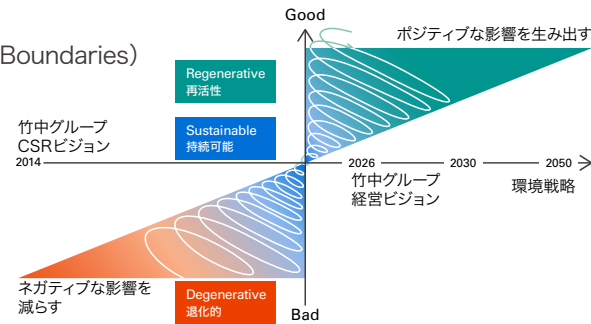 Good
ポジティブな影響を生み出す
Boundaries）
Regenerative
再活性
Sustainable
持続可能
竹中グループ
CSRビジョン
2014
2026
2030
2050
竹中グループ
経営ビジョン
環境戦略
ネガティブな影響を
減らす
Degenerative
退化的
Bad